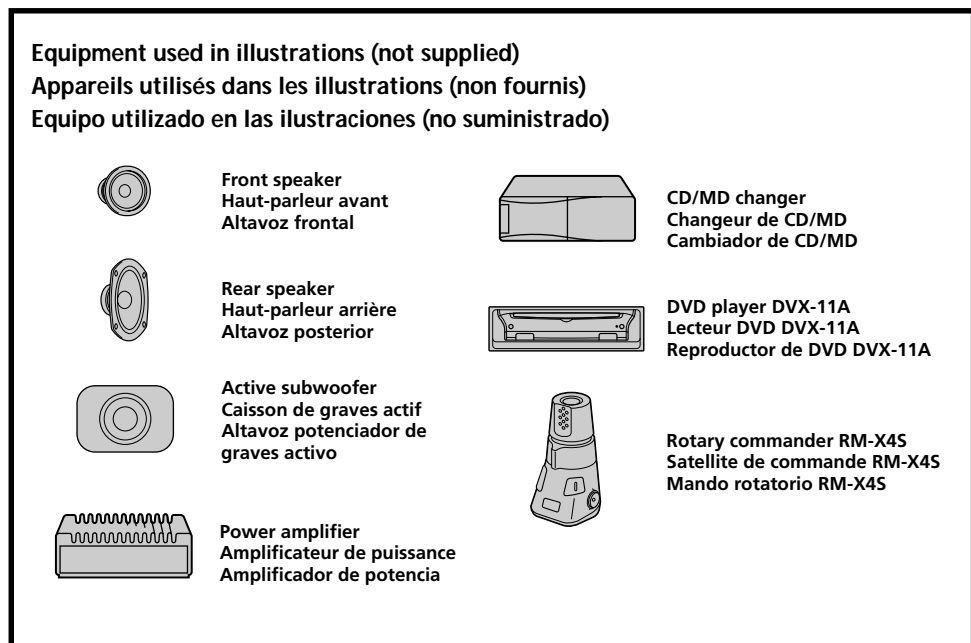 Equipment used in illustrations (not supplied)
Appareils utilisés dans les illustrations (non fournis)
Equipo utilizado en las ilustraciones (no suministrado)
Front speaker
Haut-parleur avant
Altavoz frontal
Rear speaker
Haut-parleur arrière
Altavoz posterior
Active subwoofer
Caisson de graves actif
Altavoz potenciador de
graves activo
Power amplifier
Amplificateur de puissance
Amplificador de potencia
CD/MD changer
Changeur de CD/MD
Cambiador de CD/MD
DVD player DVX-11A
Lecteur DVD DVX-11A
Reproductor de DVD DVX-11A
Rotary commander RM-X4S
Satellite de commande RM-X4S
Mando rotatorio RM-X4S